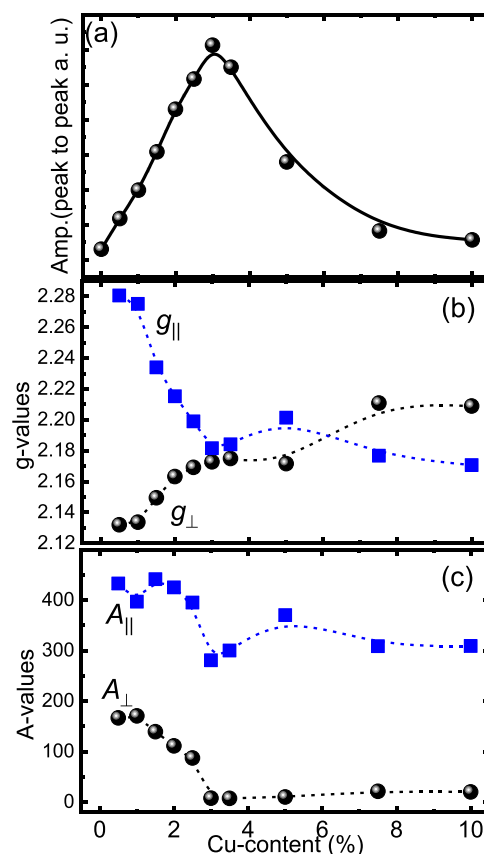 (a)
Amp.(peak to peak a. u.)
(b)
2.28
2.26
2.24
2.22
2.20
2.18
2.16
2.14
2.12
g-values
g∥
g⊥
(c)
400
300
200
100
0
A-values
A∥
A⊥
0 2 4 6 8 10
Cu-content (%)